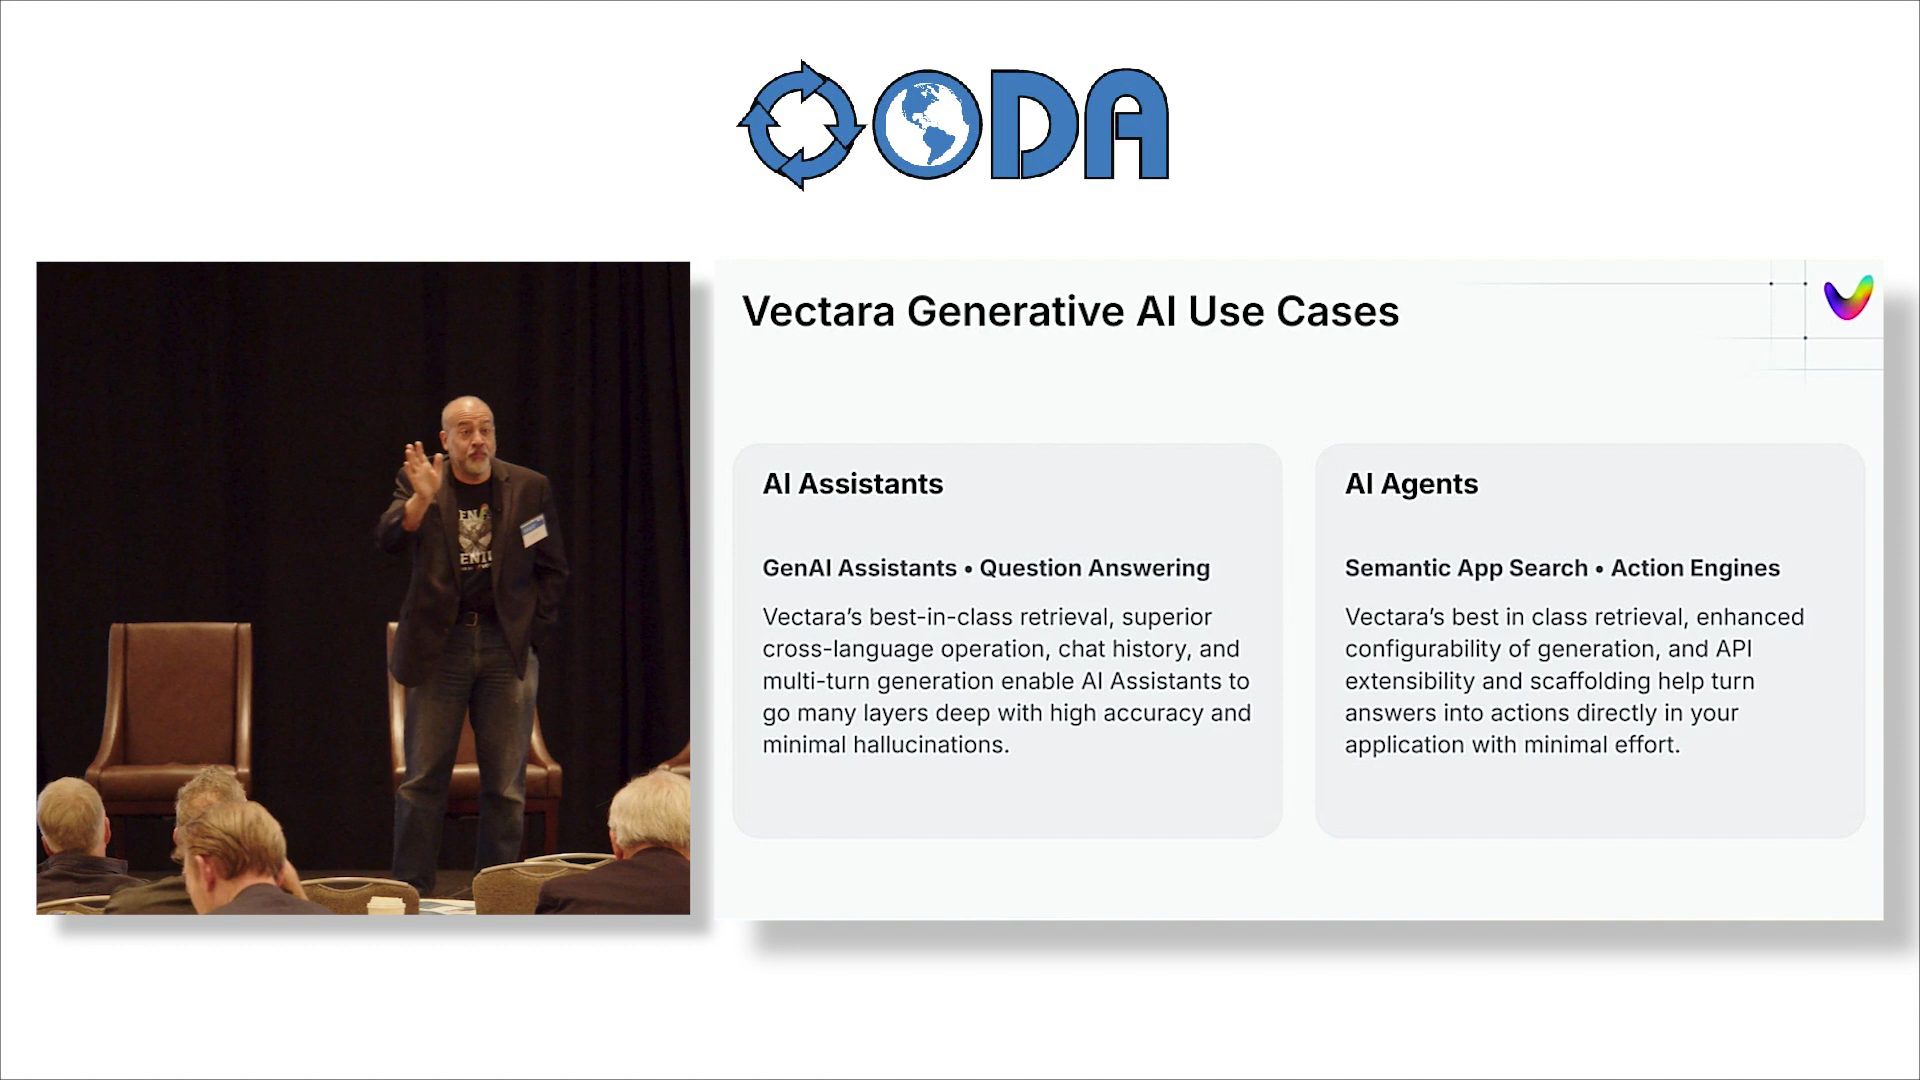 OODA
Vectara Generative AI Use Cases
AI Assistants
GenAI Assistants • Question Answering
Vectara’s best-in-class retrieval, superior
cross-language operation, chat history, and
multi-turn generation enable AI Assistants to
go many layers deep with high accuracy and
minimal hallucinations.
AI Agents
Semantic App Search • Action Engines
Vectara’s best in class retrieval, enhanced
configurability of generation, and API
extensibility and scaffolding help turn
answers into actions directly in your
application with minimal effort.